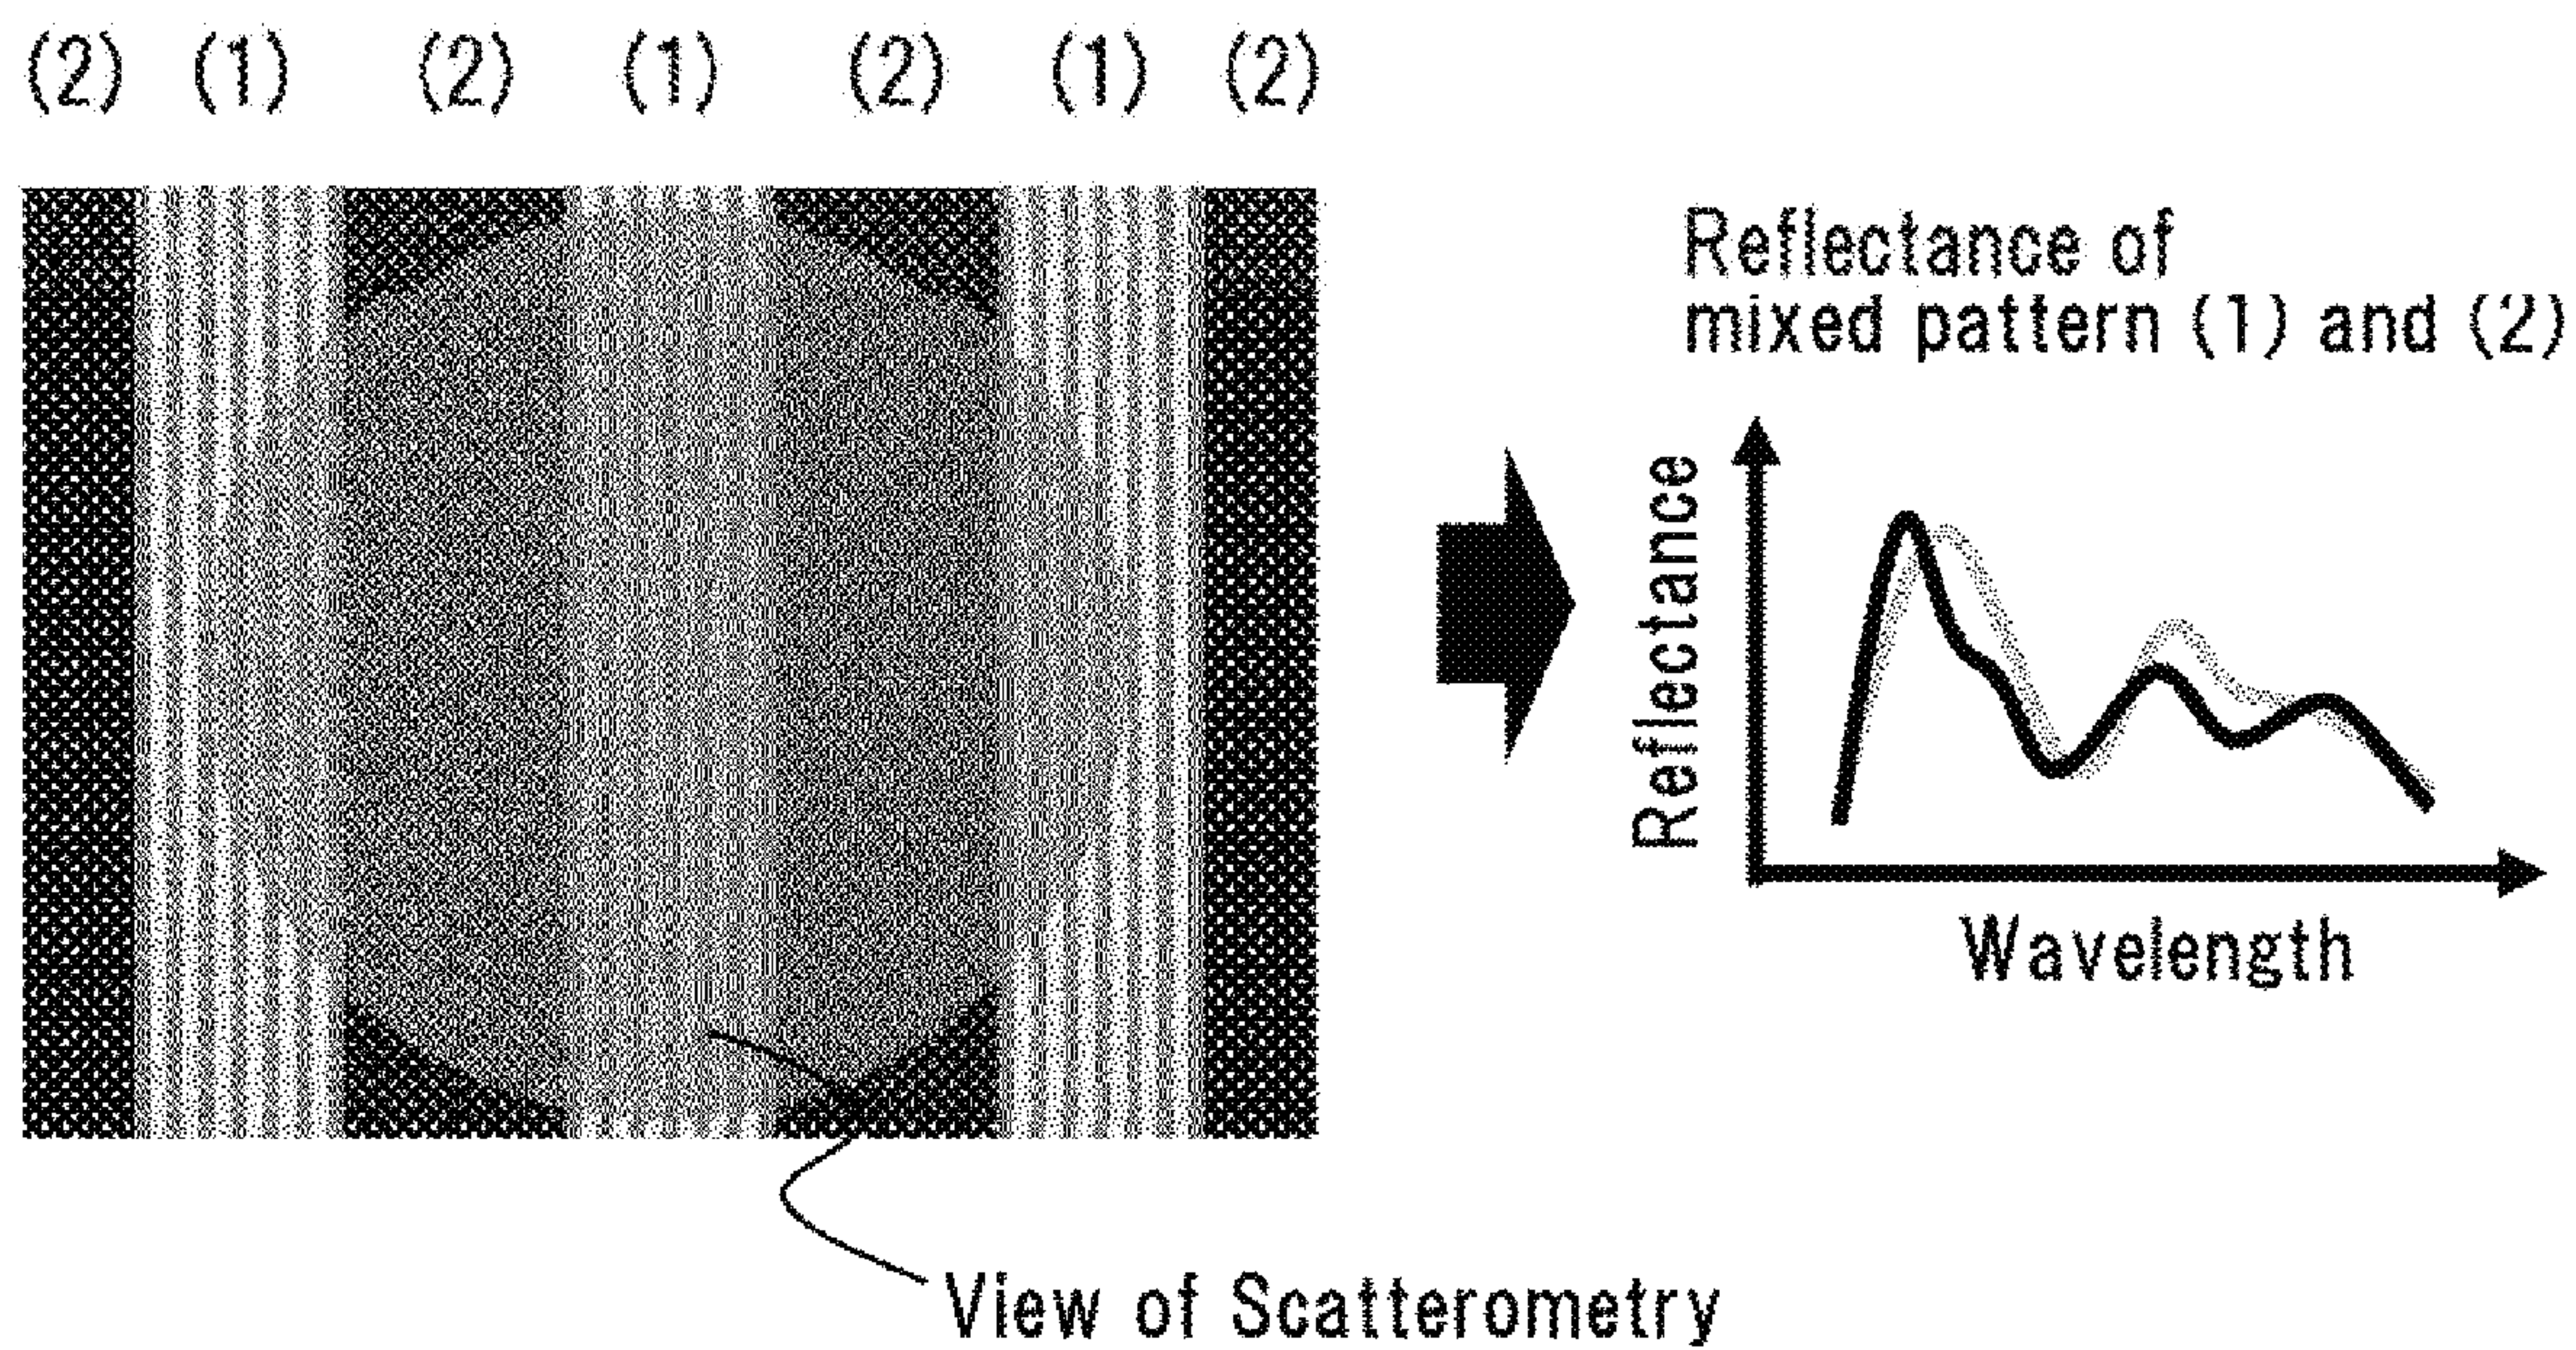 (2) (1) (2) (1) (2) (1) (2)
Reflectance of
mixed pattern (1) and (2)
Reflectance
Wavelength
View of Scatterometry